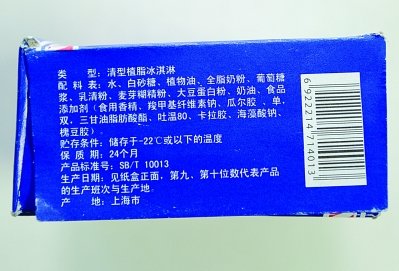 类 型：清型植脂冰淇淋
配 料 表：水、白砂糖、植物油、全脂奶粉、葡萄糖
浆、乳清粉、麦芽糊精粉、大豆蛋白粉、奶油、食品
添加剂（食用香精、羧甲基纤维素钠、瓜尔胶、单,
双,三甘油脂肪酸酯、吐温80、卡拉胶、海藻酸钠、
槐豆胶）.
贮存条件：储存于-22℃或以下的温度
保 质 期：24个月
产品标准号：SB/T 10013
生产日期：见纸盒正面，第九、第十位数代表产品
的生产班次与生产地。
产 地：上海市
6922214714013